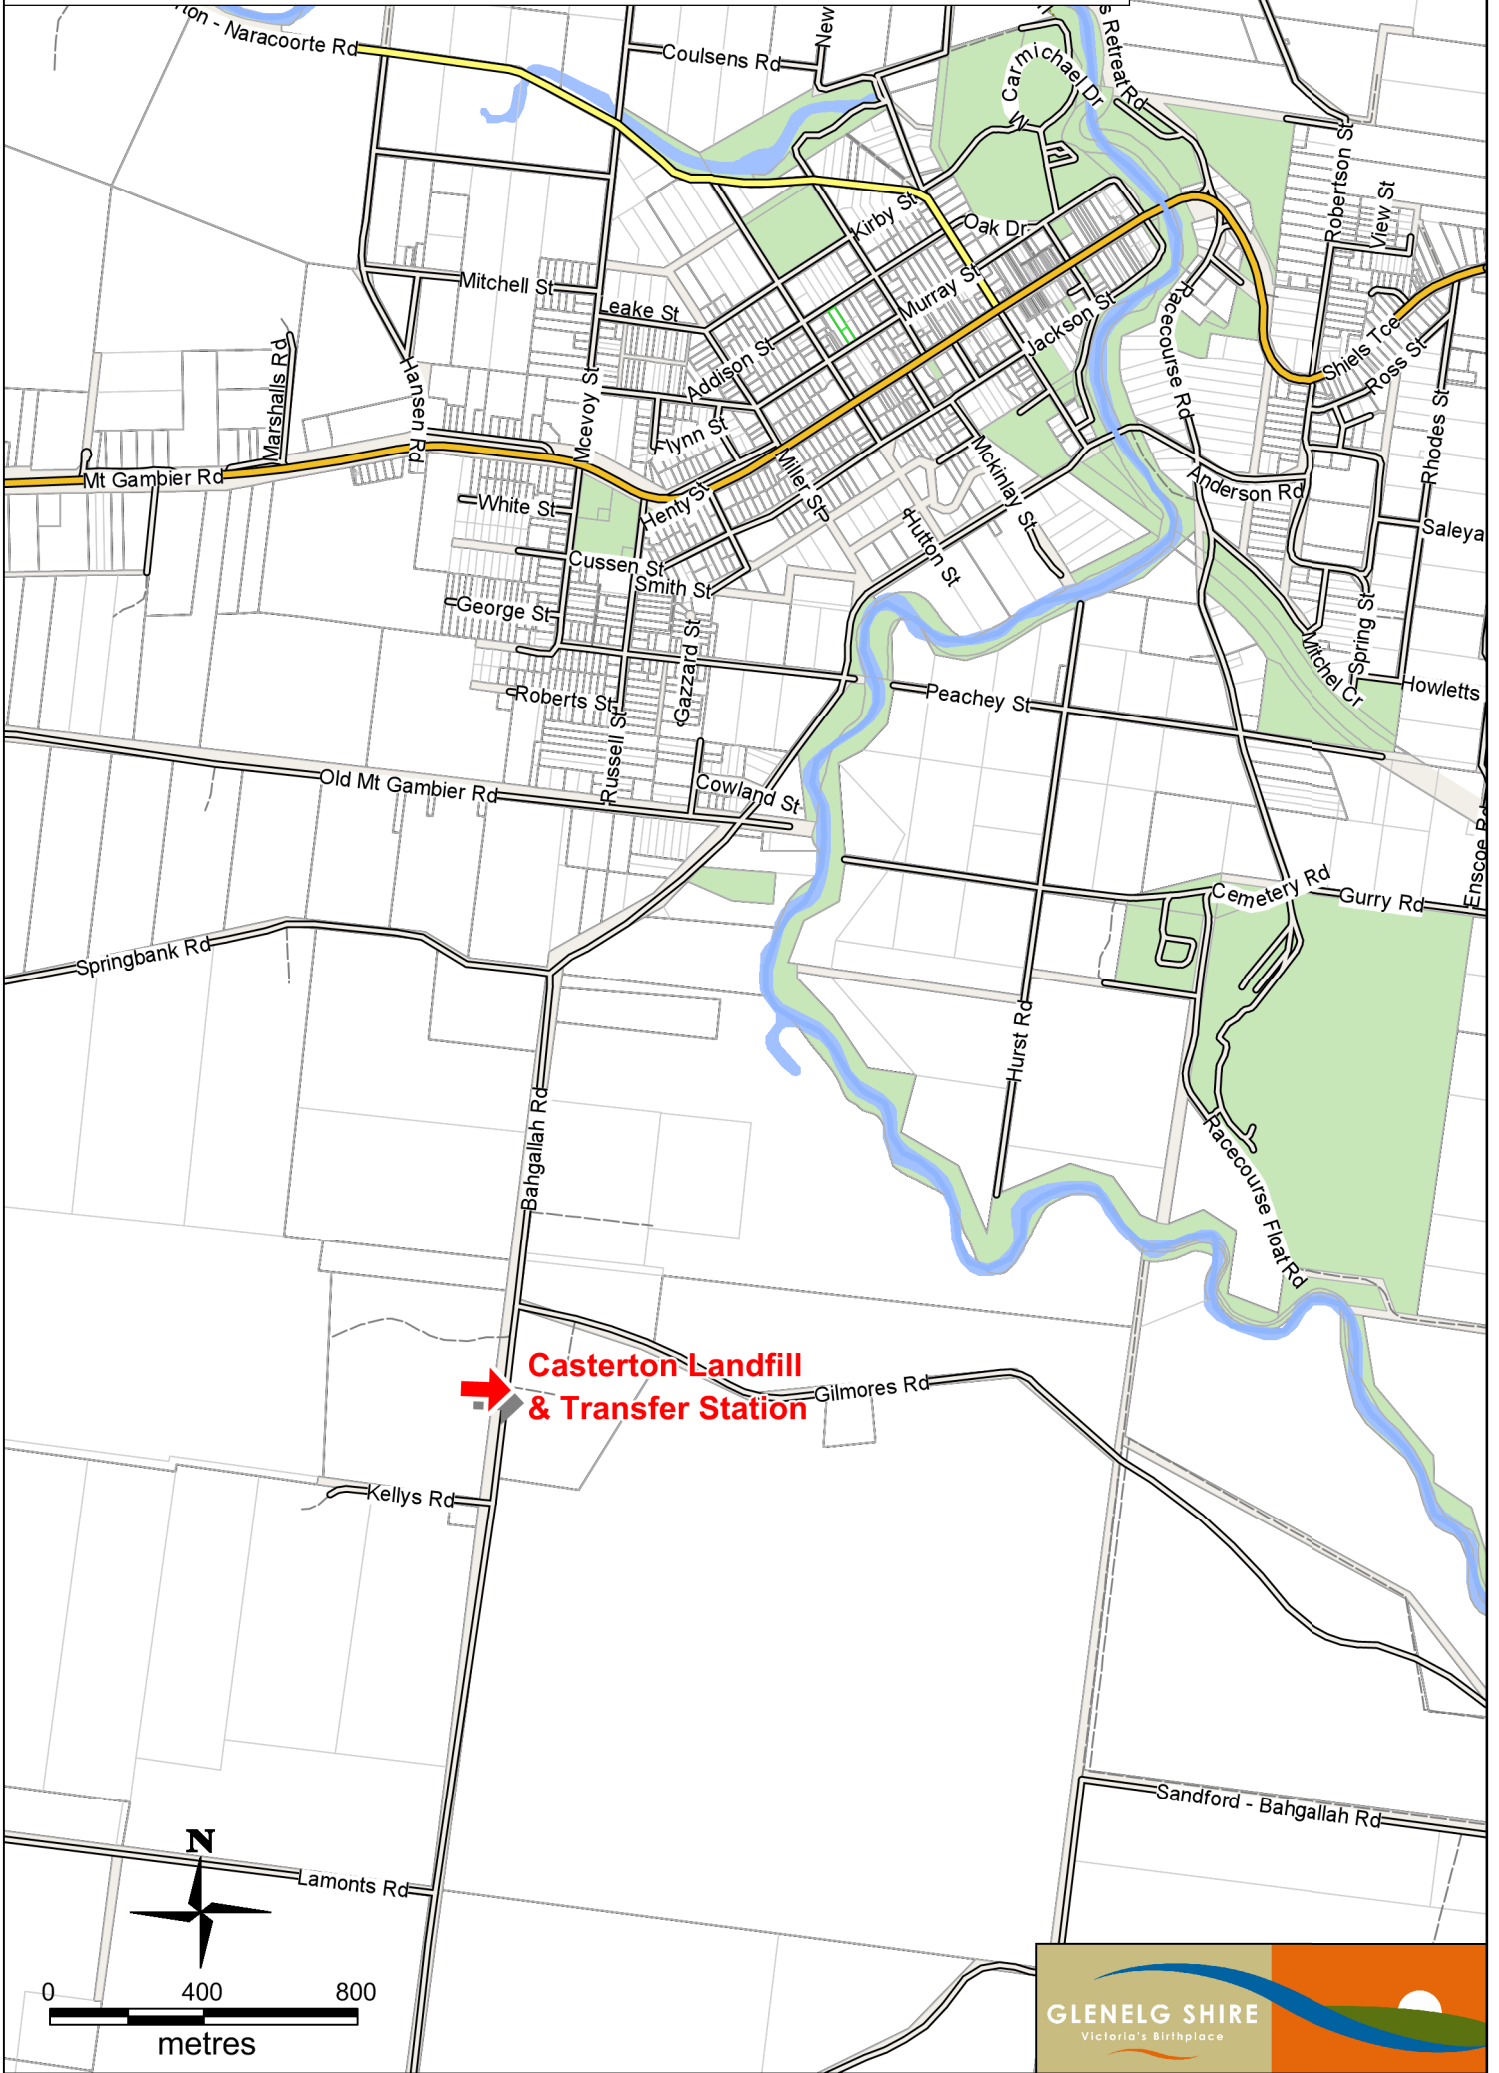 rton - Naracoorte Rd
Coulsens Rd
New
Carmichael Dr
W
s Retreat Rd
Robertson St
View St
Kirby St
Oak Dr
Mitchell St
Leake St
Murray St
Jackson St
Racecourse Rd
Marshalls Rd
Hansen Rd
Mcevoy St
Addison St
Shiels Tce
Ross St
Rhodes St
Flynn St
Mt Gambier Rd
Miller St
Mckinlay St
Anderson Rd
White St
Henty St
Hutton St
Saleya
Cussen St
Smith St
George St
Gazzard St
Spring St
Mitchel Cr
Howletts
Roberts St
Peachey St
Russell St
Old Mt Gambier Rd
Cowland St
Enscoe Rd
Cemetery Rd
Gurry Rd
Springbank Rd
Hurst Rd
Bahgallah Rd
Racecourse Float Rd
Casterton Landfill
& Transfer Station
Gilmores Rd
Kellys Rd
Sandford - Bahgallah Rd
N
Lamonts Rd
0 400 800
metres
GLENELG SHIRE
Victoria's Birthplace